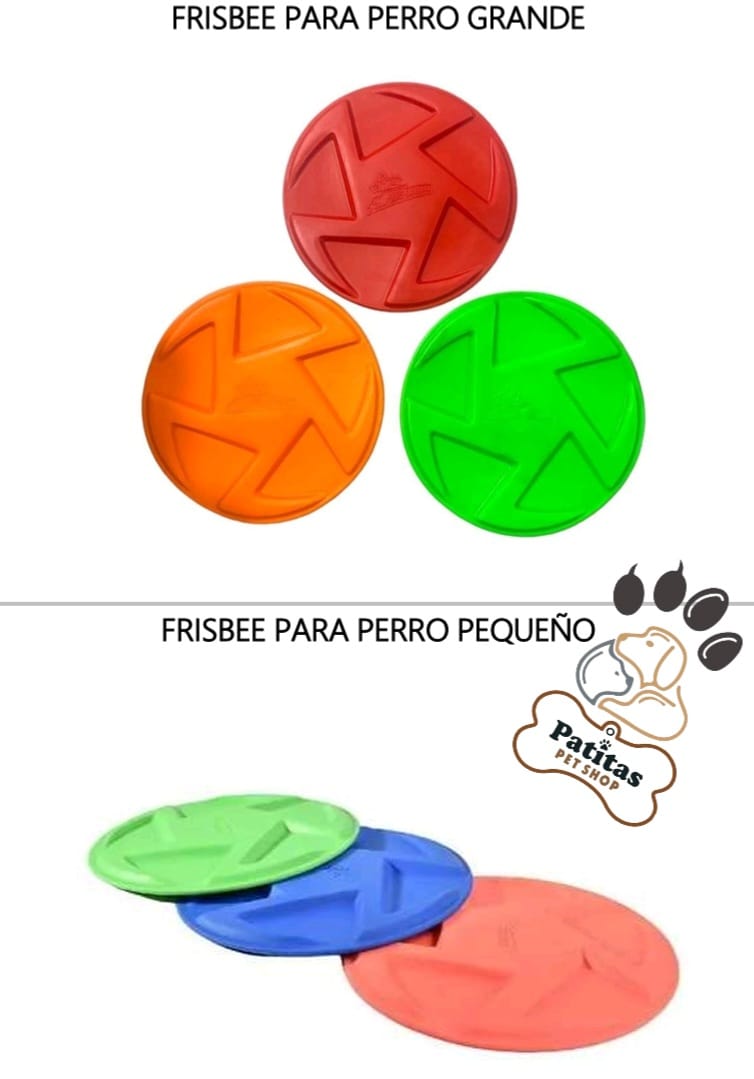 FRISBEE PARA PERRO GRANDE
FRISBEE PARA PERRO PEQUEÑO
Patitas
PET SHOP